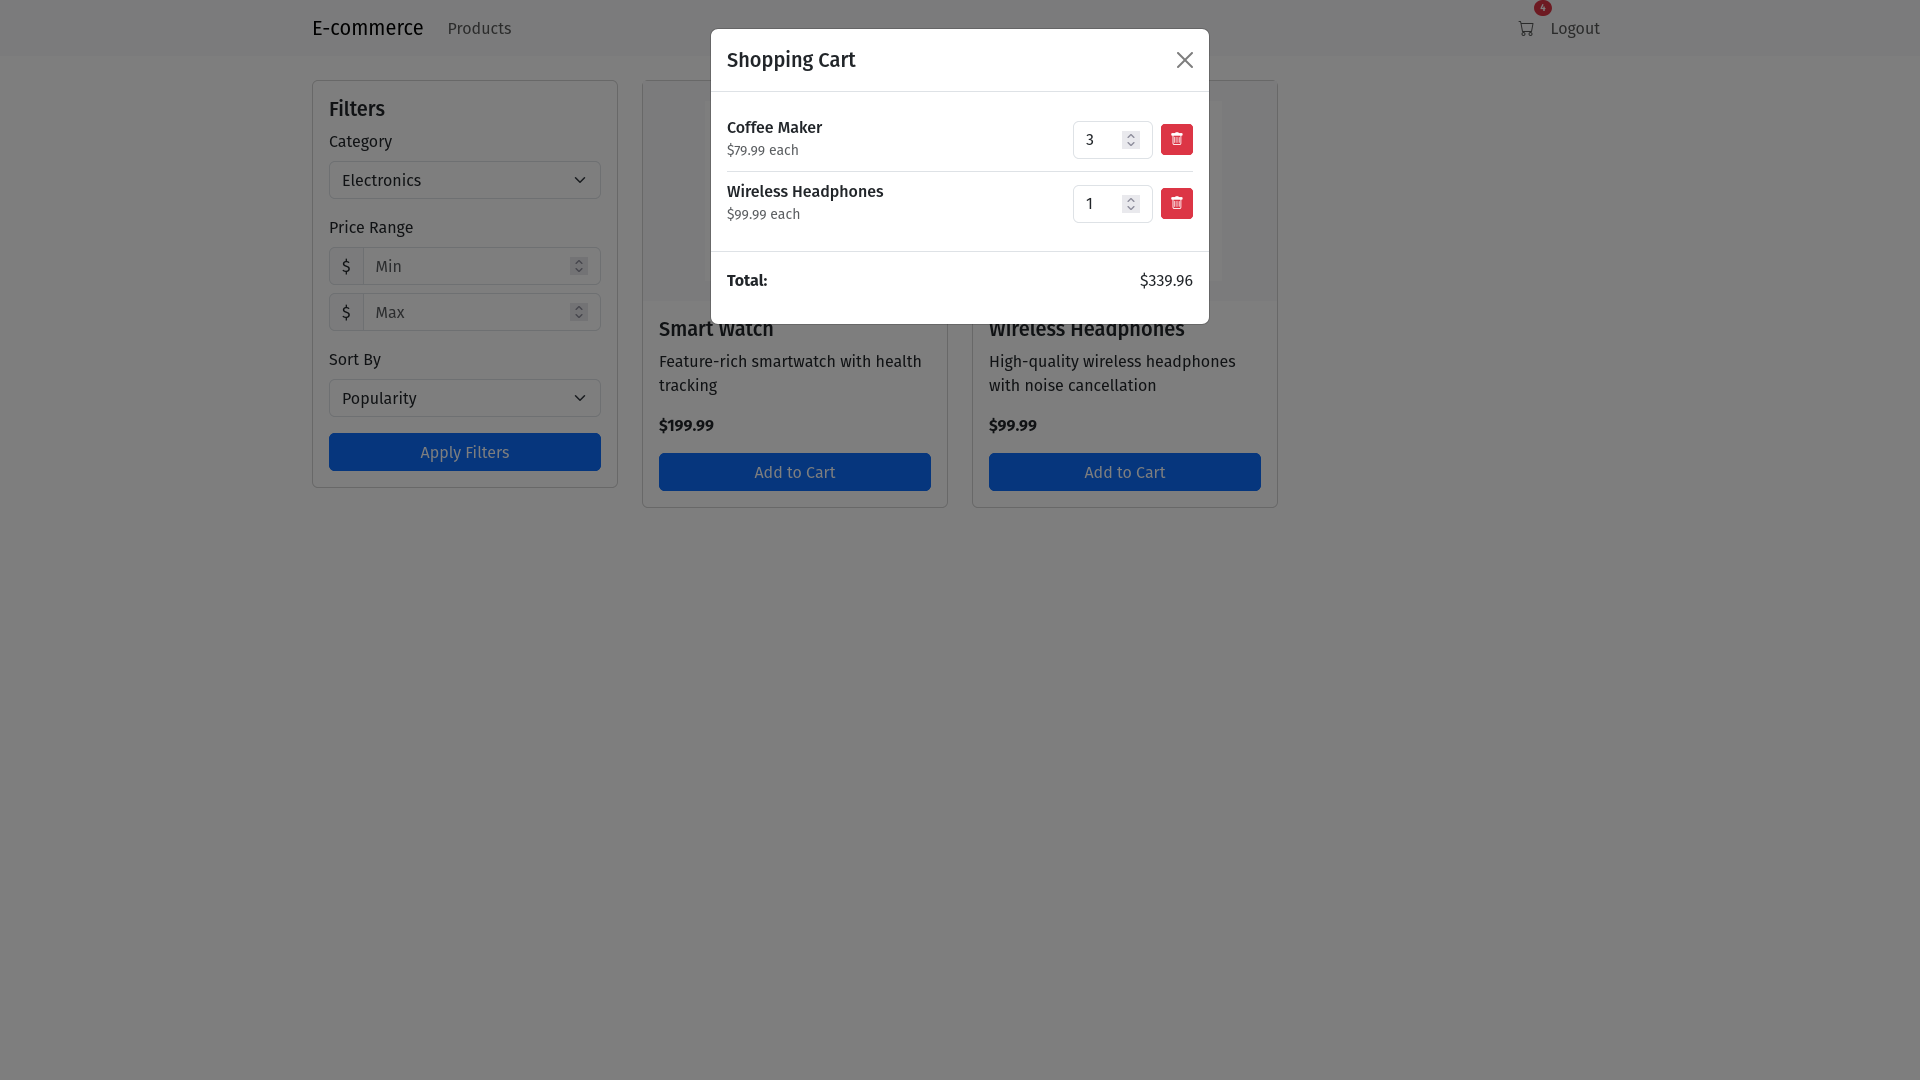 E-commerce
Products
4
Logout
Shopping Cart
Coffee Maker
$79.99 each
3
Wireless Headphones
$99.99 each
1
Total:
$339.96
Filters
Category
Electronics
Price Range
$
Min
$
Max
Sort By
Popularity
Apply Filters
Smart Watch
Feature-rich smartwatch with health
tracking
$199.99
Add to Cart
Wireless Headphones
High-quality wireless headphones
with noise cancellation
$99.99
Add to Cart